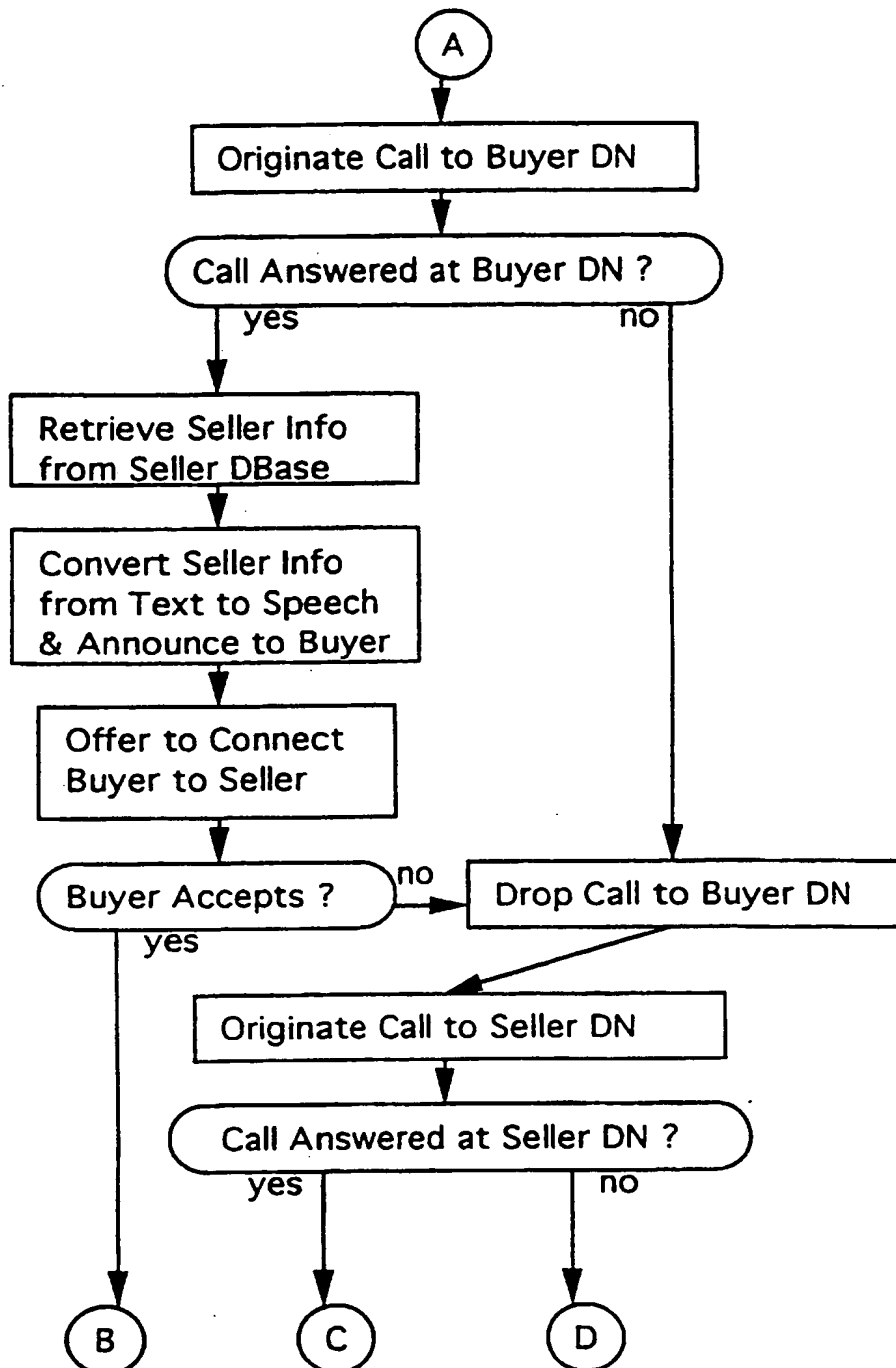 A
Originate Call to Buyer DN
Call Answered at Buyer DN ?
yes
no
Retrieve Seller Info
from Seller DBase
Convert Seller Info
from Text to Speech
& Announce to Buyer
Offer to Connect
Buyer to Seller
Buyer Accepts ?
no
yes
Drop Call to Buyer DN
Originate Call to Seller DN
Call Answered at Seller DN ?
yes
no
B
C
D